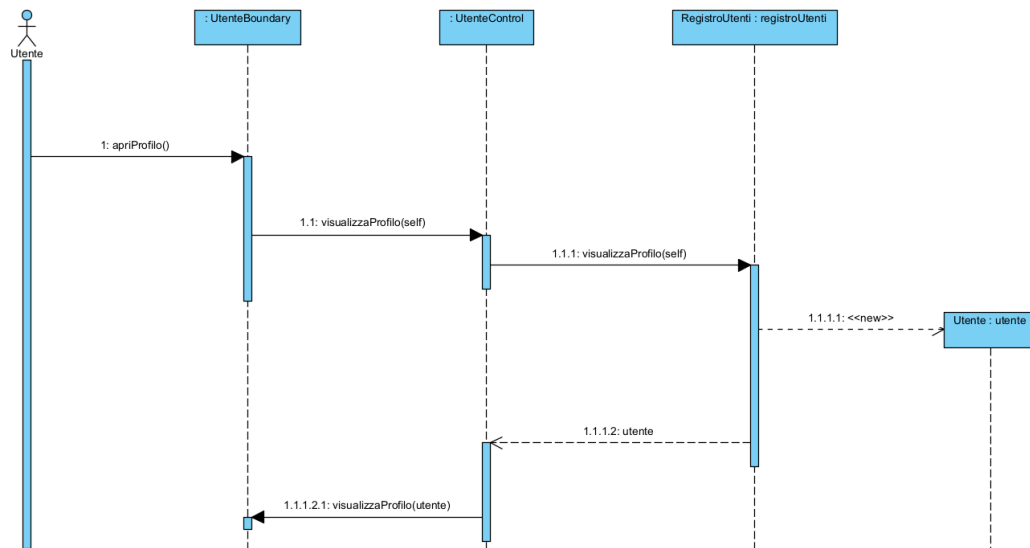 : UtenteBoundary
: UtenteControl
RegistroUtenti : registroUtenti
Utente
1: apriProfilo()
1.1: visualizzaProfilo(self)
1.1.1: visualizzaProfilo(self)
1.1.1.1: <<new>>
Utente : utente
1.1.1.2: utente
1.1.1.2.1: visualizzaProfilo(utente)